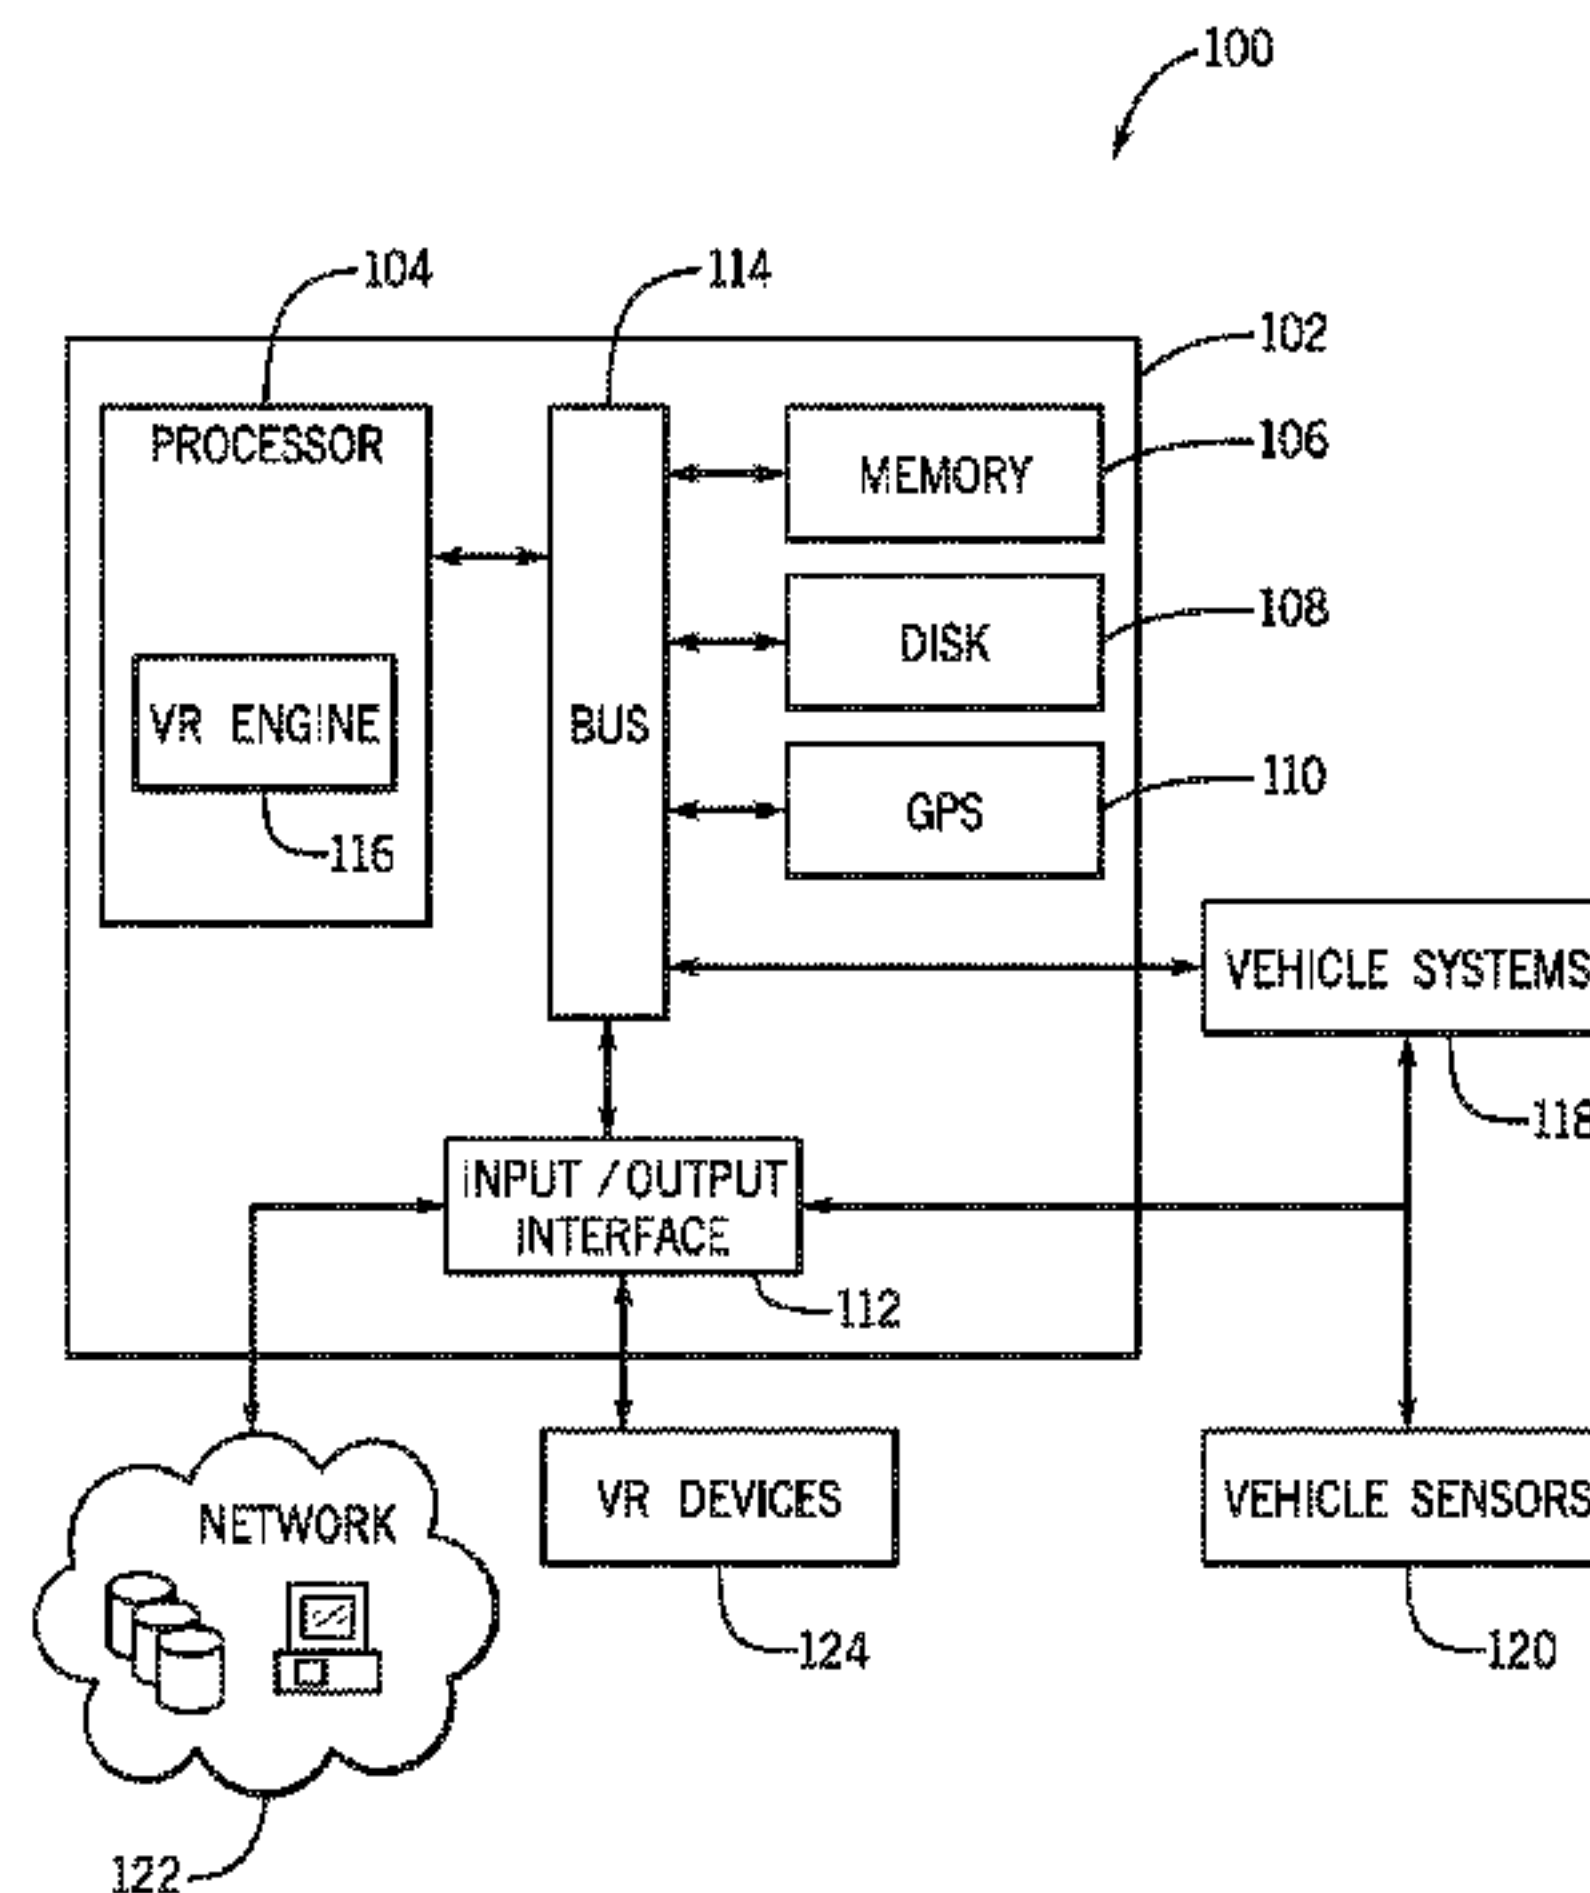 100
104
114
102
PROCESSOR
106
MEMORY
108
DISK
VR ENGINE
BUS
110
GPS
116
VEHICLE SYSTEMS
118
INPUT / OUTPUT
INTERFACE
112
NETWORK
VR DEVICES
VEHICLE SENSORS
124
120
122